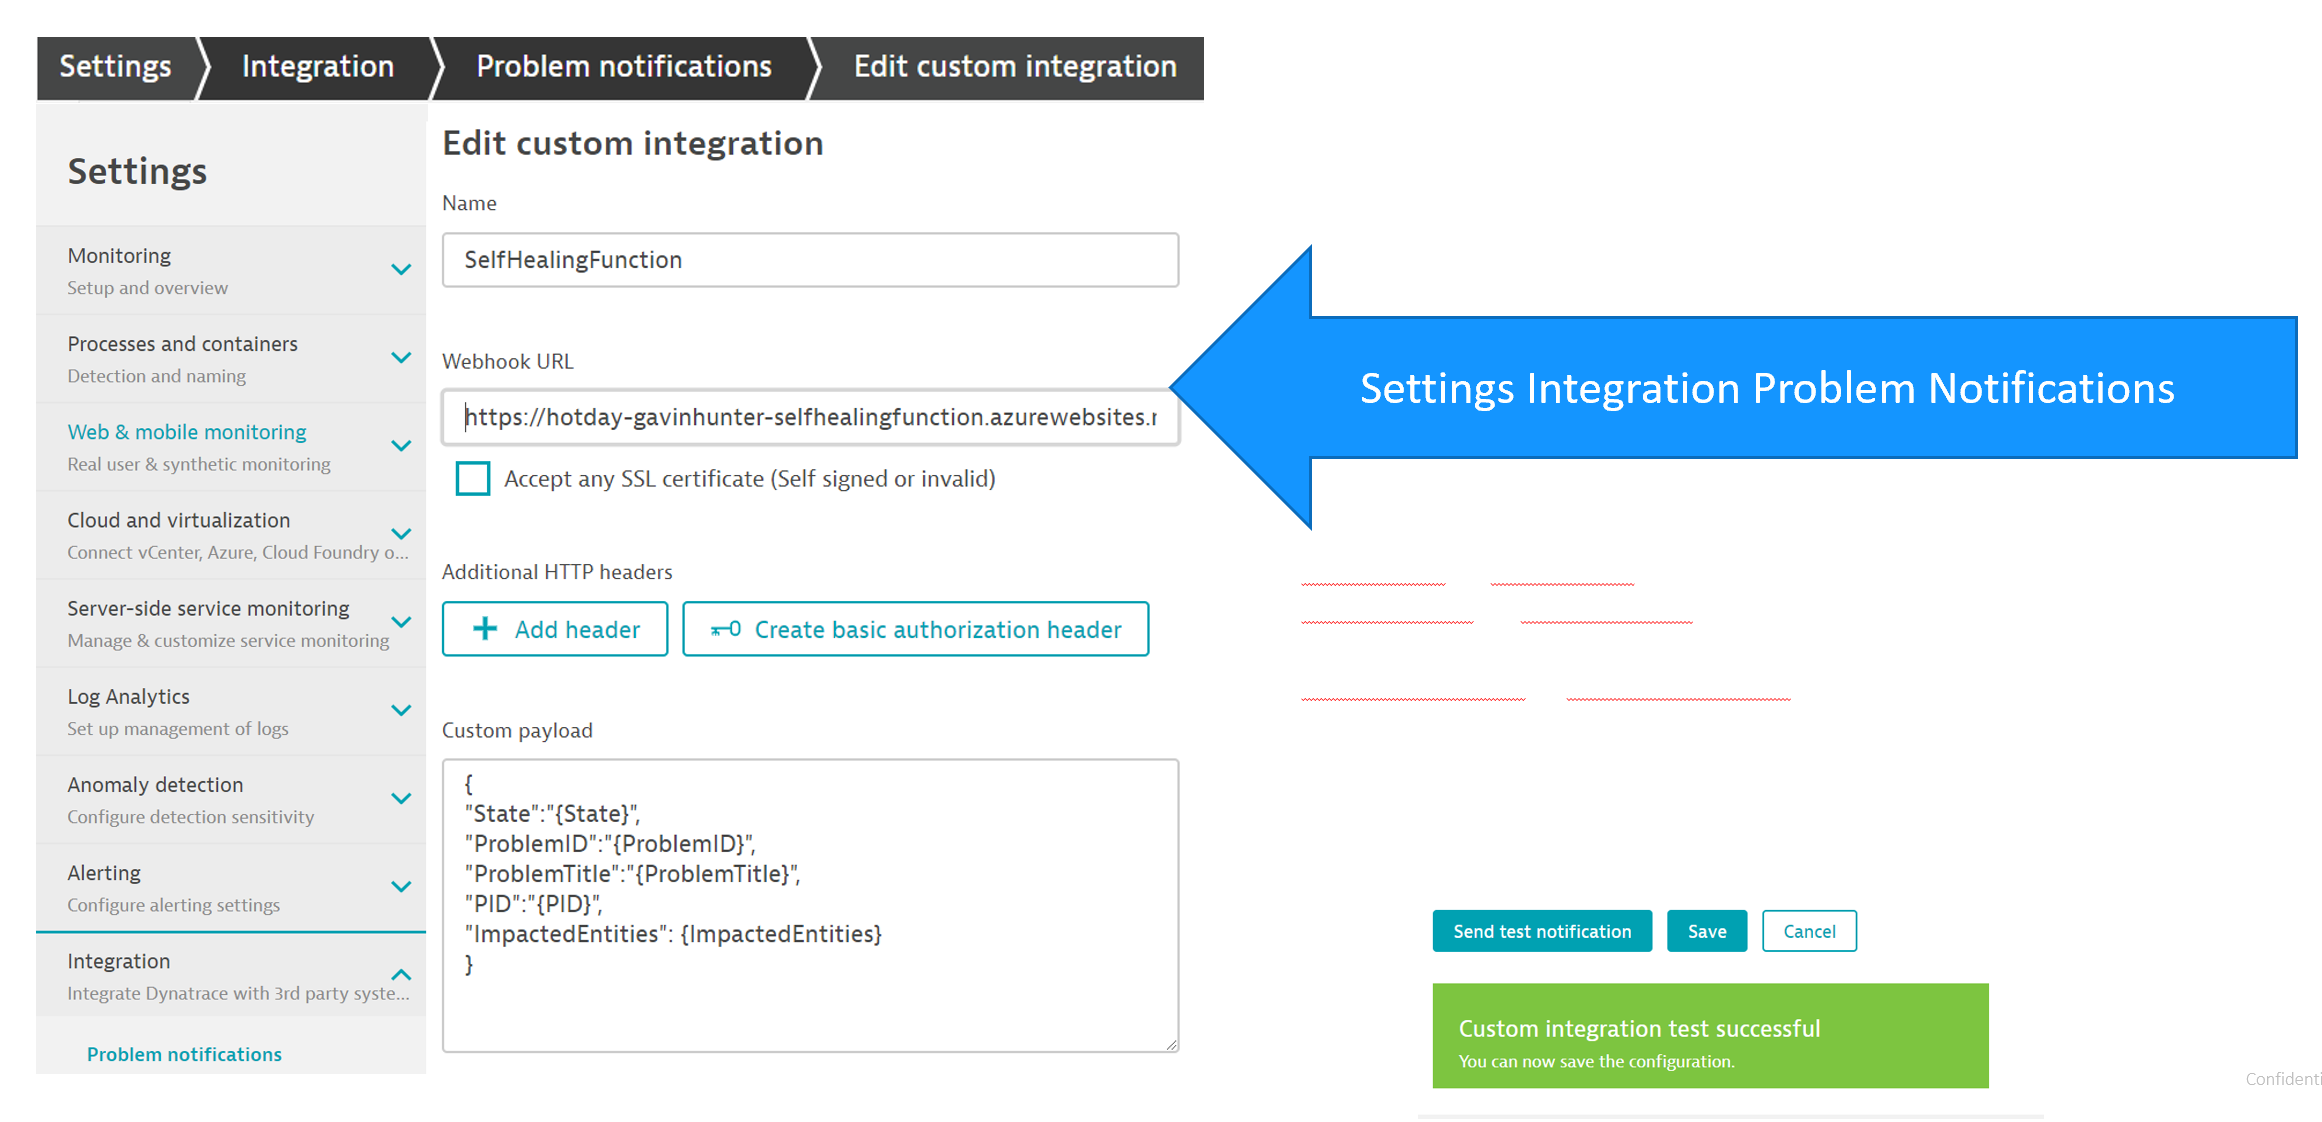 Settings
Integration
Problem notifications
Edit custom integration
Settings
Monitoring
Setup and overview
Processes and containers
Detection and naming
Web & mobile monitoring
Real user & synthetic monitoring
Cloud and virtualization
Connect vCenter, Azure, Cloud Foundry o...
Server-side service monitoring
Manage & customize service monitoring
Log Analytics
Set up management of logs
Anomaly detection
Configure detection sensitivity
Alerting
Configure alerting settings
Integration
Integrate Dynatrace with 3rd party syste...
Problem notifications
Edit custom integration
Name
SelfHealingFunction
Webhook URL
https://hotday-gavinhunter-selfhealingfunction.azurewebsites.
Accept any SSL certificate (Self signed or invalid)
Additional HTTP headers
Add header
Create basic authorization header
Custom payload
{
"State":"{State}",
"ProblemID":"{ProblemID}",
"ProblemTitle":"{ProblemTitle}",
"PID":"{PID}",
"ImpactedEntities": {ImpactedEntities}
}
Settings Integration Problem Notifications
Send test notification
Save
Cancel
Custom integration test successful
You can now save the configuration.
Confidenti